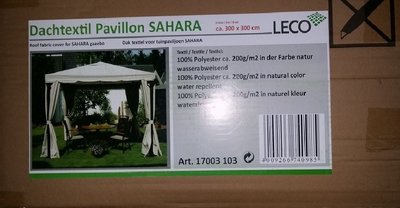 Dachtextil Pavillon SAHARA
ca. 300 x 300 cm
LECO
Roof fabric cover for SAHARA gazebo
Dak textiel voor tuinpaviljoen SAHARA
Textil / Textile / Textiel:
100% Polyester ca. 200g/m2 in der Farbe natur
wasserabweisend
100% Polyester ca. 200g/m2 in natural color
water repellent
100% Polyester ca. 200g/m2 in naturel kleur
Art. 17003 103
4009266740985